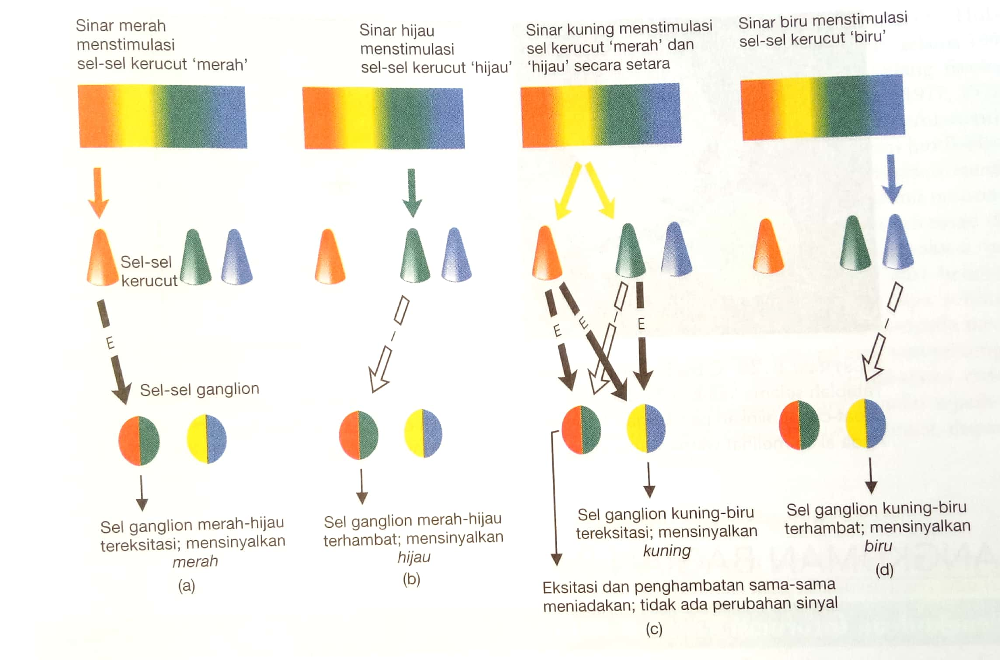 Sinar merah
menstimulasi
sel-sel kerucut ‘merah’
Sinar hijau
menstimulasi
sel-sel kerucut ‘hijau’
Sinar kuning menstimulasi
sel kerucut ‘merah’ dan
‘hijau’ secara setara
Sinar biru menstimulasi
sel-sel kerucut ‘biru’
Sel-sel
kerucut
E
I
E
E
I
E
I
Sel-sel ganglion
Sel ganglion merah-hijau
tereksitasi; mensinyalkan
merah
(a)
Sel ganglion merah-hijau
terhambat; mensinyalkan
hijau
(b)
Sel ganglion kuning-biru
tereksitasi; mensinyalkan
kuning
Eksitasi dan penghambatan sama-sama
meniadakan; tidak ada perubahan sinyal
(c)
Sel ganglion kuning-biru
terhambat; mensinyalkan
biru
(d)